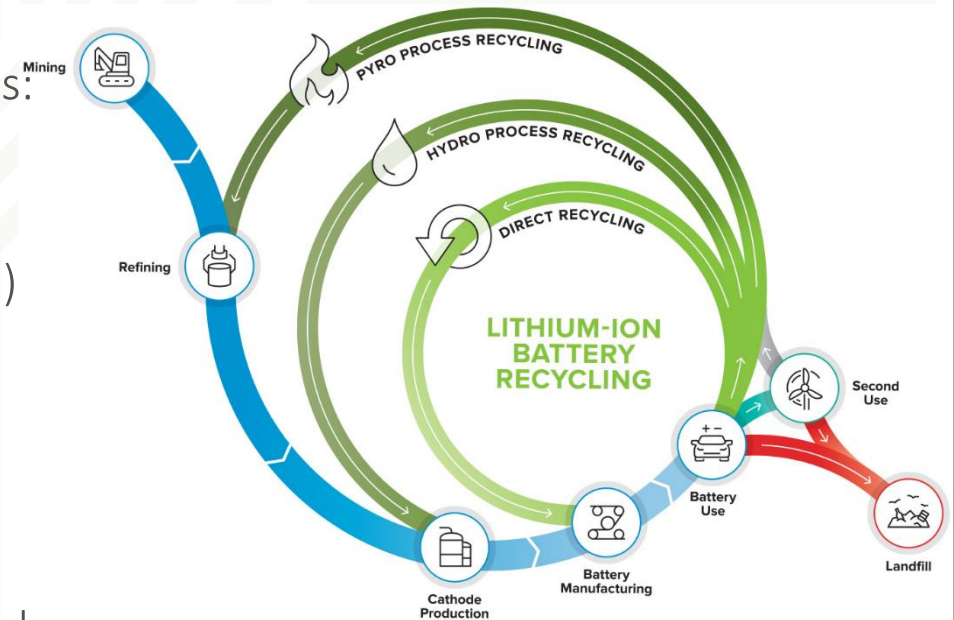 Mining
s:
PYRO PROCESS RECYCLING
HYDRO PROCESS RECYCLING
DIRECT RECYCLING
Refining
)
LITHIUM-ION
BATTERY
RECYCLING
Second
Use
+ -
Battery
Use
Landfill
Battery
Manufacturing
Cathode
Production